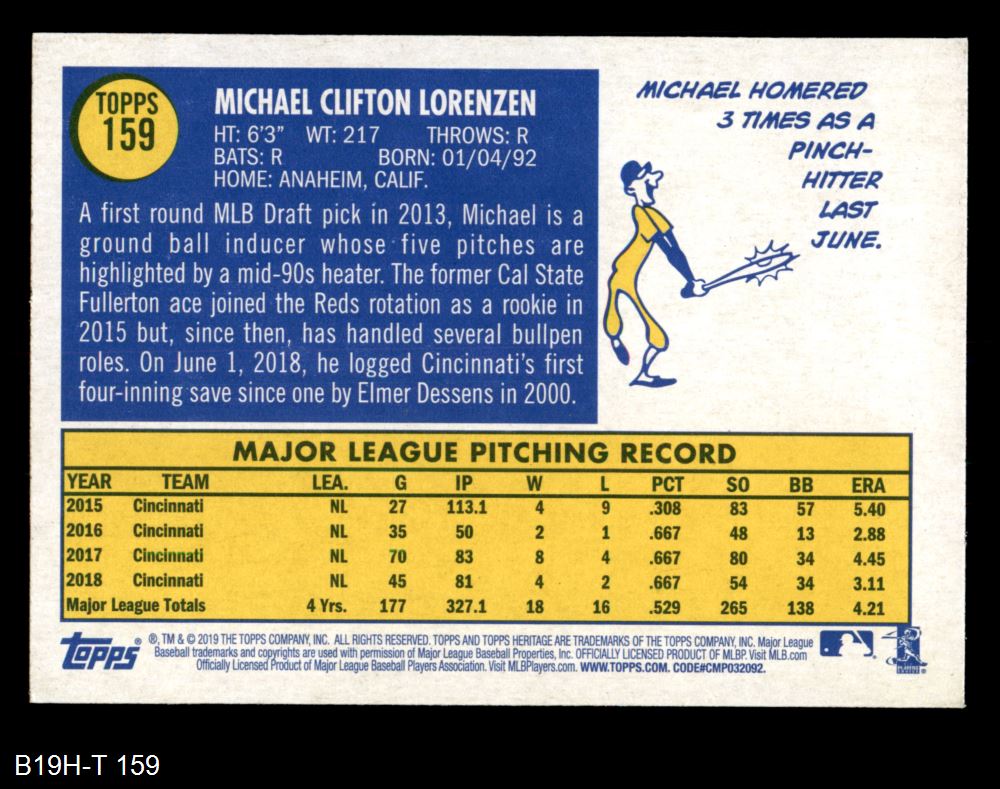 TOPPS
159
MICHAEL CLIFTON LORENZEN
HT: 6'3" WT: 217 THROWS: R
BATS: R BORN: 01/04/92
HOME: ANAHEIM, CALIF.
A first round MLB Draft pick in 2013, Michael is a
ground ball inducer whose five pitches are
highlighted by a mid-90s heater. The former Cal State
Fullerton ace joined the Reds rotation as a rookie in
2015 but, since then, has handled several bullpen
roles. On June 1, 2018, he logged Cincinnati's first
four-inning save since one by Elmer Dessens in 2000.
MICHAEL HOMERED
3 TIMES AS A
PINCH-
HITTER
LAST
JUNE.
MAJOR LEAGUE PITCHING RECORD
YEAR TEAM LEA. G IP W L PCT SO BB ERA
2015 Cincinnati NL 27 113.1 4 9 .308 83 57 5.40
2016 Cincinnati NL 35 50 2 1 .667 48 13 2.88
2017 Cincinnati NL 70 83 8 4 .667 80 34 4.45
2018 Cincinnati NL 45 81 4 2 .667 54 34 3.11
Major League Totals 4 Yrs. 177 327.1 18 16 .529 265 138 4.21
Topps ® ®, TM & © 2019 THE TOPPS COMPANY, INC. ALL RIGHTS RESERVED. TOPPS AND TOPPS HERITAGE ARE TRADEMARKS OF THE TOPPS COMPANY, INC. Major League
Baseball trademarks and copyrights are used with permission of Major League Baseball Properties, Inc. OFFICIALLY LICENSED PRODUCT OF MLBP. Visit MLB.com
Officially Licensed Product of Major League Baseball Players Association. Visit MLBPlayers.com. WWW.TOPPS.COM. CODE#CMP032092.
B19H-T 159